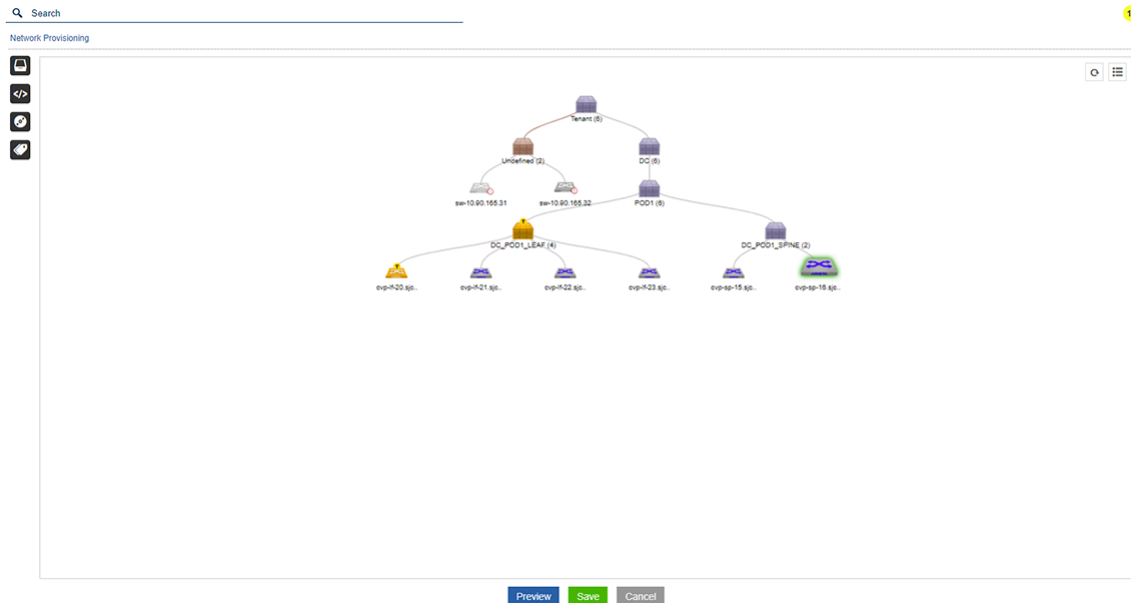 Search
1
Network Provisioning
Tenant (6)
Undefined (2)
DC (6)
sw-10.90.165.31
sw-10.90.165.32
POD1 (6)
DC_POD1_LEAF (4)
DC_POD1_SPINE (2)
cvp-lf-20.sjc..
cvp-lf-21.sjc..
cvp-lf-22.sjc..
cvp-lf-23.sjc..
cvp-sp-15.sjc..
cvp-sp-16.sjc..
Preview
Save
Cancel